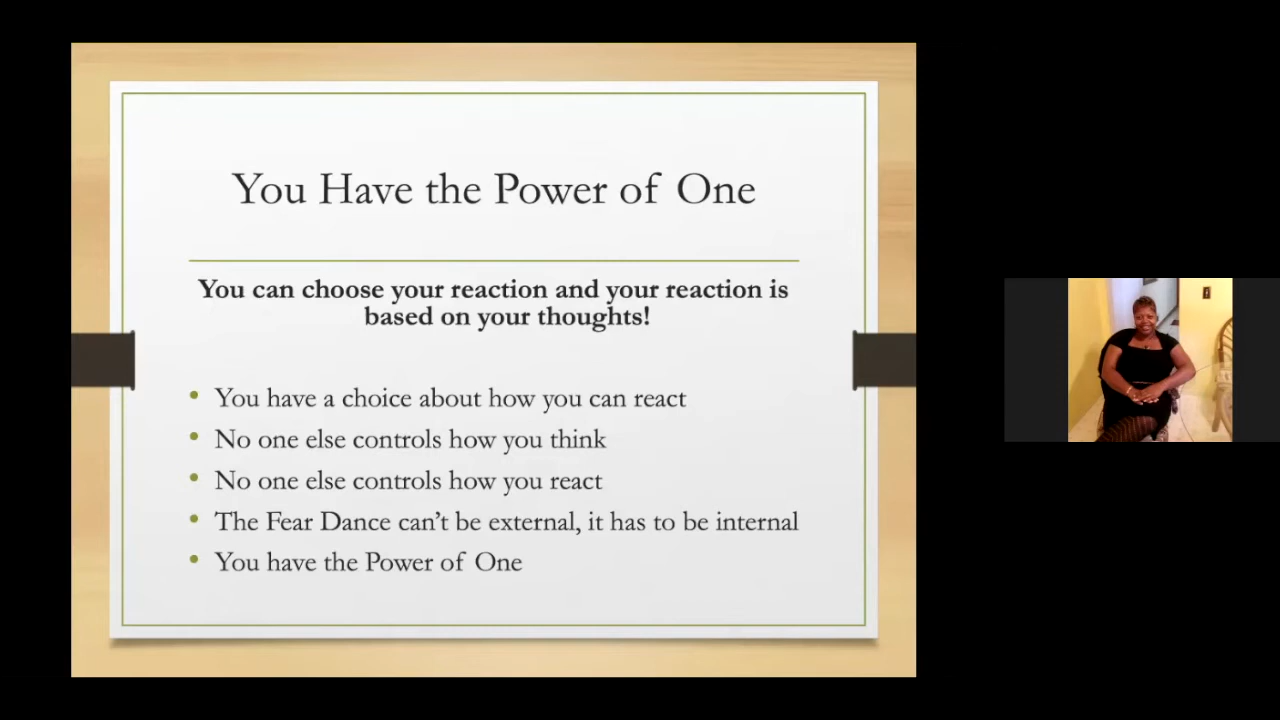 You Have the Power of One
You can choose your reaction and your reaction is
based on your thoughts!
• You have a choice about how you can react
• No one else controls how you think
• No one else controls how you react
• The Fear Dance can’t be external, it has to be internal
• You have the Power of One